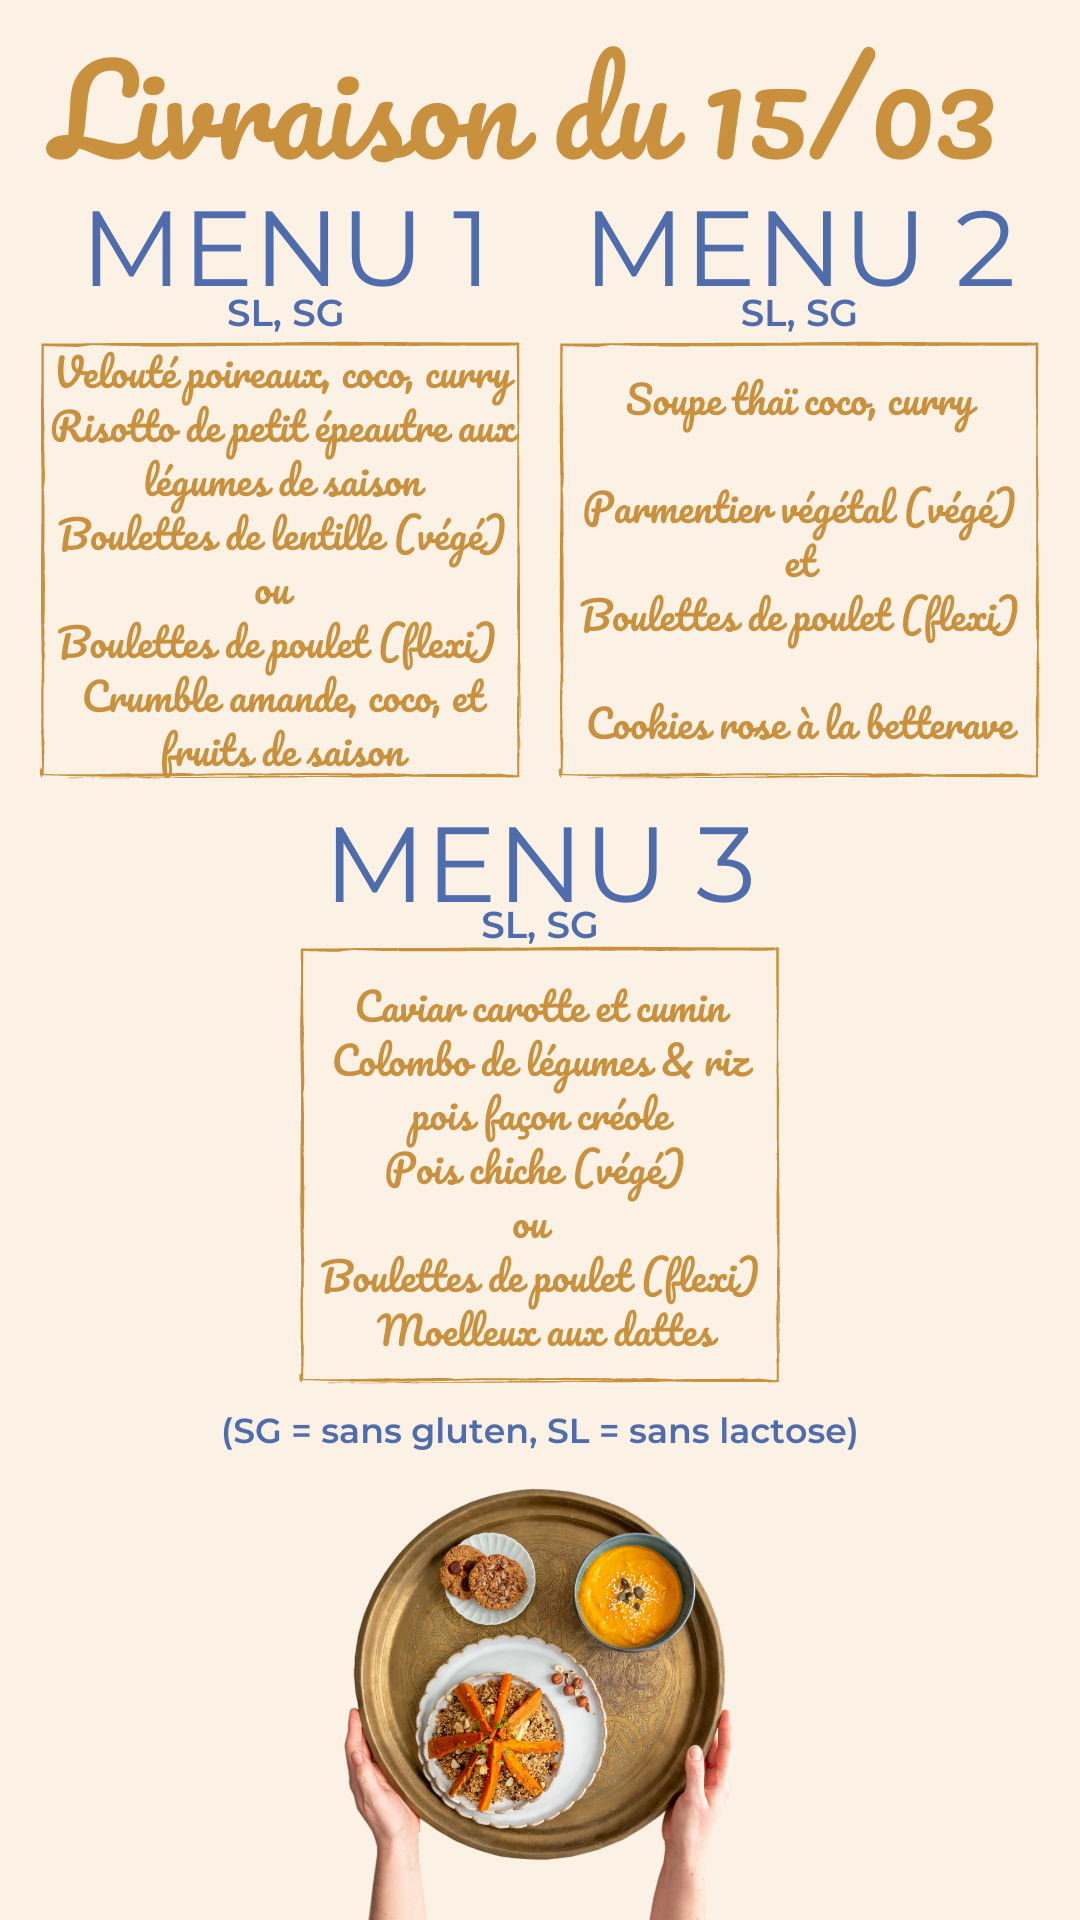 Livraison du 15/03
MENU 1
SL, SG
Velouté poireaux, coco, curry
Risotto de petit épeautre aux
légumes de saison
Boulettes de lentille (végé)
ou
Boulettes de poulet (flexi)
Crumble amande, coco, et
fruits de saison
MENU 2
SL, SG
Soupe thaï coco, curry
Parmentier végétal (végé)
et
Boulettes de poulet (flexi)
Cookies rose à la betterave
MENU 3
SL, SG
Caviar carotte et cumin
Colombo de légumes & riz
pois façon créole
Pois chiche (végé)
ou
Boulettes de poulet (flexi)
Moelleux aux dattes
(SG = sans gluten, SL = sans lactose)